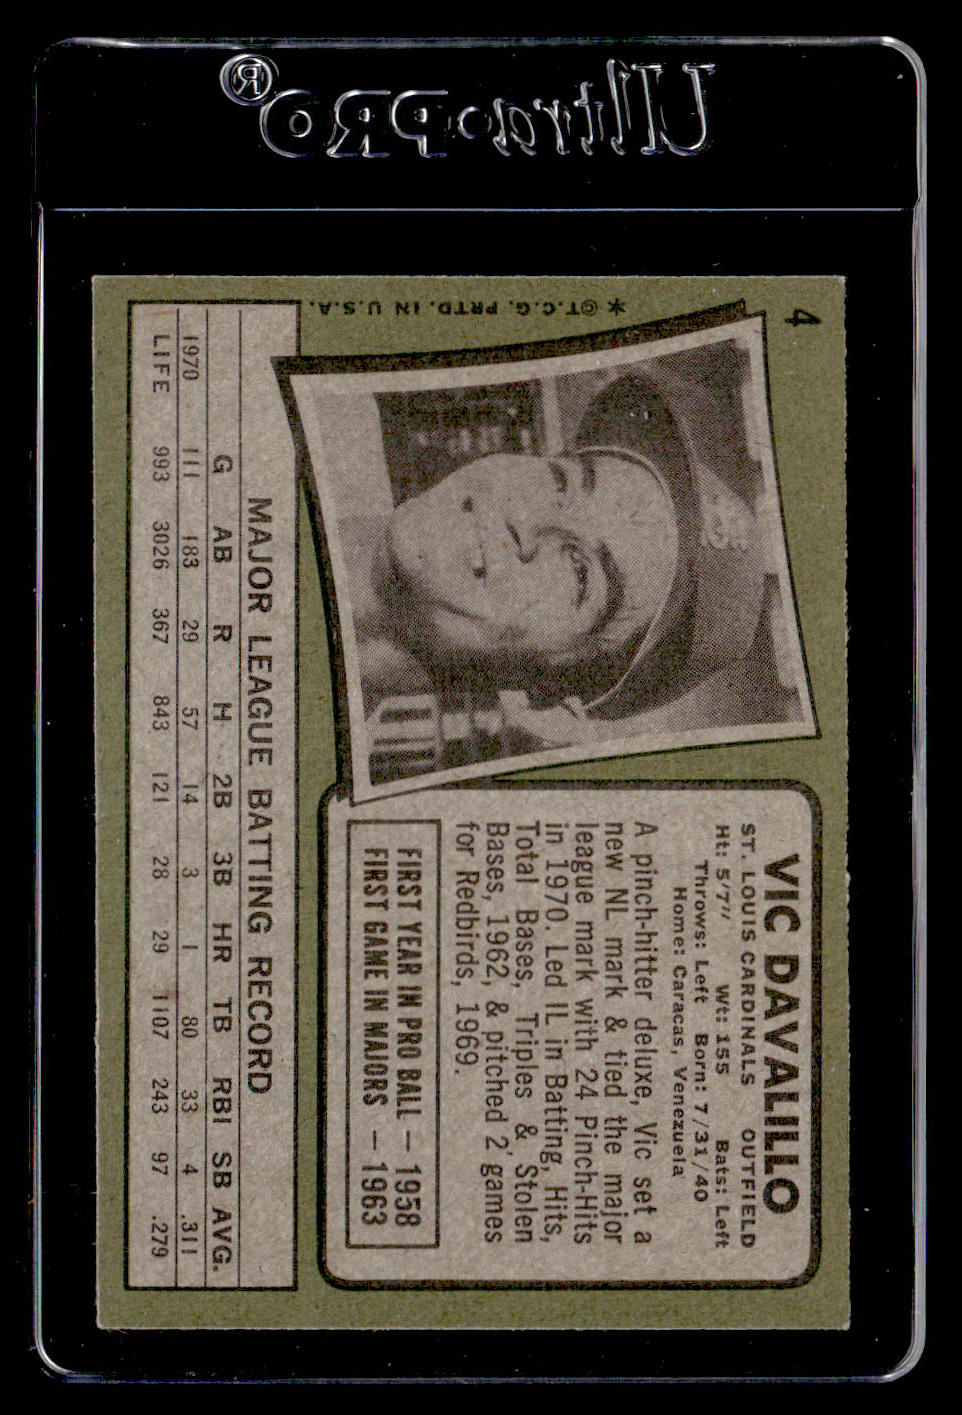 Ultra•PRO®
4
VIC DAVALILLO
ST. LOUIS CARDINALS OUTFIELD
Ht: 5'7" Wt: 155 Bats: Left
Throws: Left Born: 7/31/40
Home: Caracas, Venezuela
A pinch-hitter deluxe, Vic set a
new NL mark & tied the major
league mark with 24 Pinch-Hits
in 1970. Led IL in Batting, Hits,
Total Bases, Triples & Stolen
Bases, 1962, & pitched 2 games
for Redbirds, 1969.
FIRST YEAR IN PRO BALL — 1958
FIRST GAME IN MAJORS — 1963
* ©T.C.G. PRTD. IN U.S.A.
MAJOR LEAGUE BATTING RECORD
G AB R H 2B 3B HR TB RBI SB AVG.
1970 111 183 29 57 14 3 1 80 33 4 .311
LIFE 993 3026 367 843 121 28 29 1107 243 97 .279